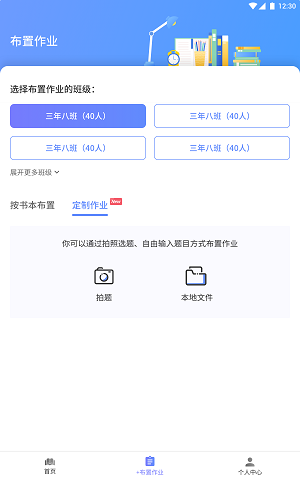 12:30
布置作业
选择布置作业的班级：
三年八班（40人） 三年八班（40人）
三年八班（40人） 三年八班（40人）
展开更多班级
按书本布置 定制作业 New
你可以通过拍照选题、自由输入题目方式布置作业
拍题 本地文件
首页 +布置作业 个人中心